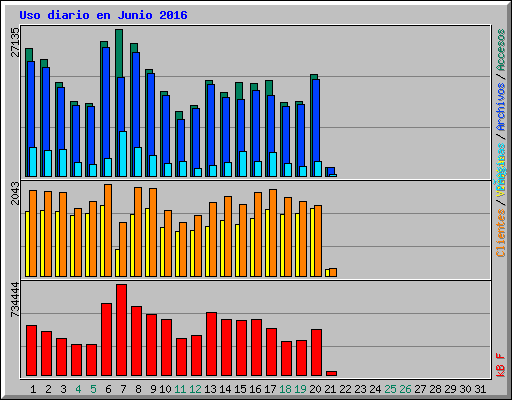 Uso diario en Junio 2016
27135
2043
734444
Clientes / Páginas / Archivos / Accesos
kB F
1 2 3 4 5 6 7 8 9 10 11 12 13 14 15 16 17 18 19 20 21 22 23 24 25 26 27 28 29 30 31